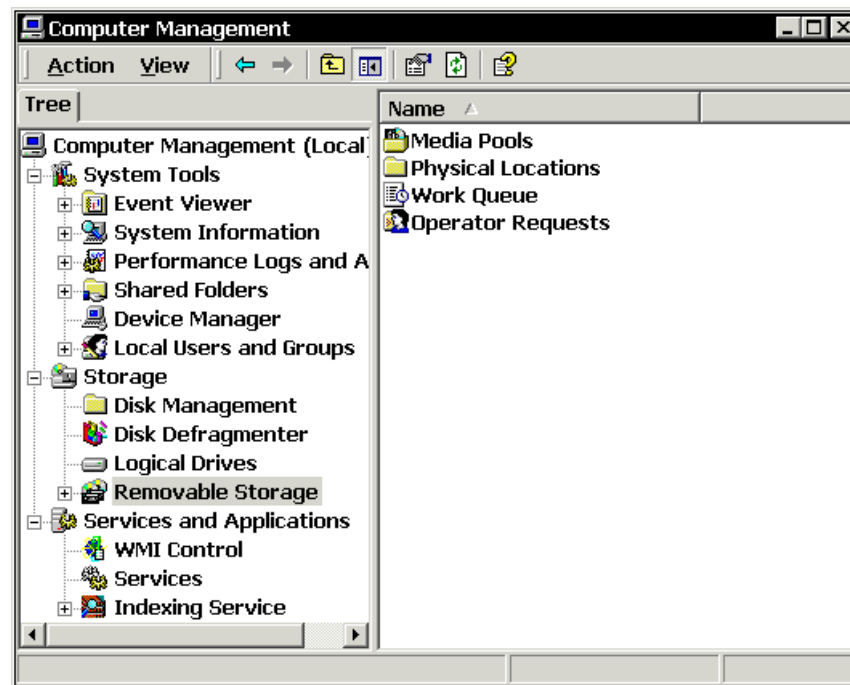 Computer Management
Action View
Tree
Name
Computer Management (Local
System Tools
Event Viewer
System Information
Performance Logs and A
Shared Folders
Device Manager
Local Users and Groups
Storage
Disk Management
Disk Defragmenter
Logical Drives
Removable Storage
Services and Applications
WMI Control
Services
Indexing Service
Media Pools
Physical Locations
Work Queue
Operator Requests